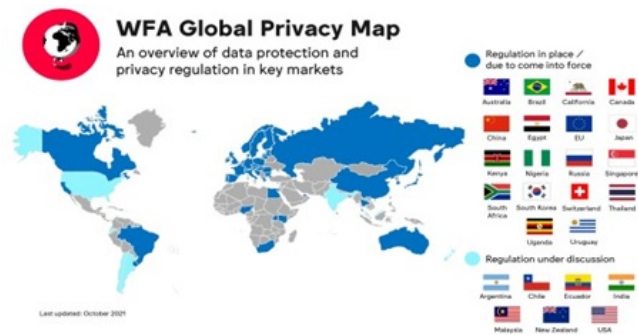 WFA Global Privacy Map
An overview of data protection and
privacy regulation in key markets
Regulation in place /
due to come into force
Australia Brazil California Canada
China Egypt EU Japan
Kenya Nigeria Russia Singapore
South Africa South Korea Switzerland Thailand
Uganda Uruguay
Regulation under discussion
Argentina Chile Ecuador India
Malaysia New Zealand USA
Last updated: October 2021